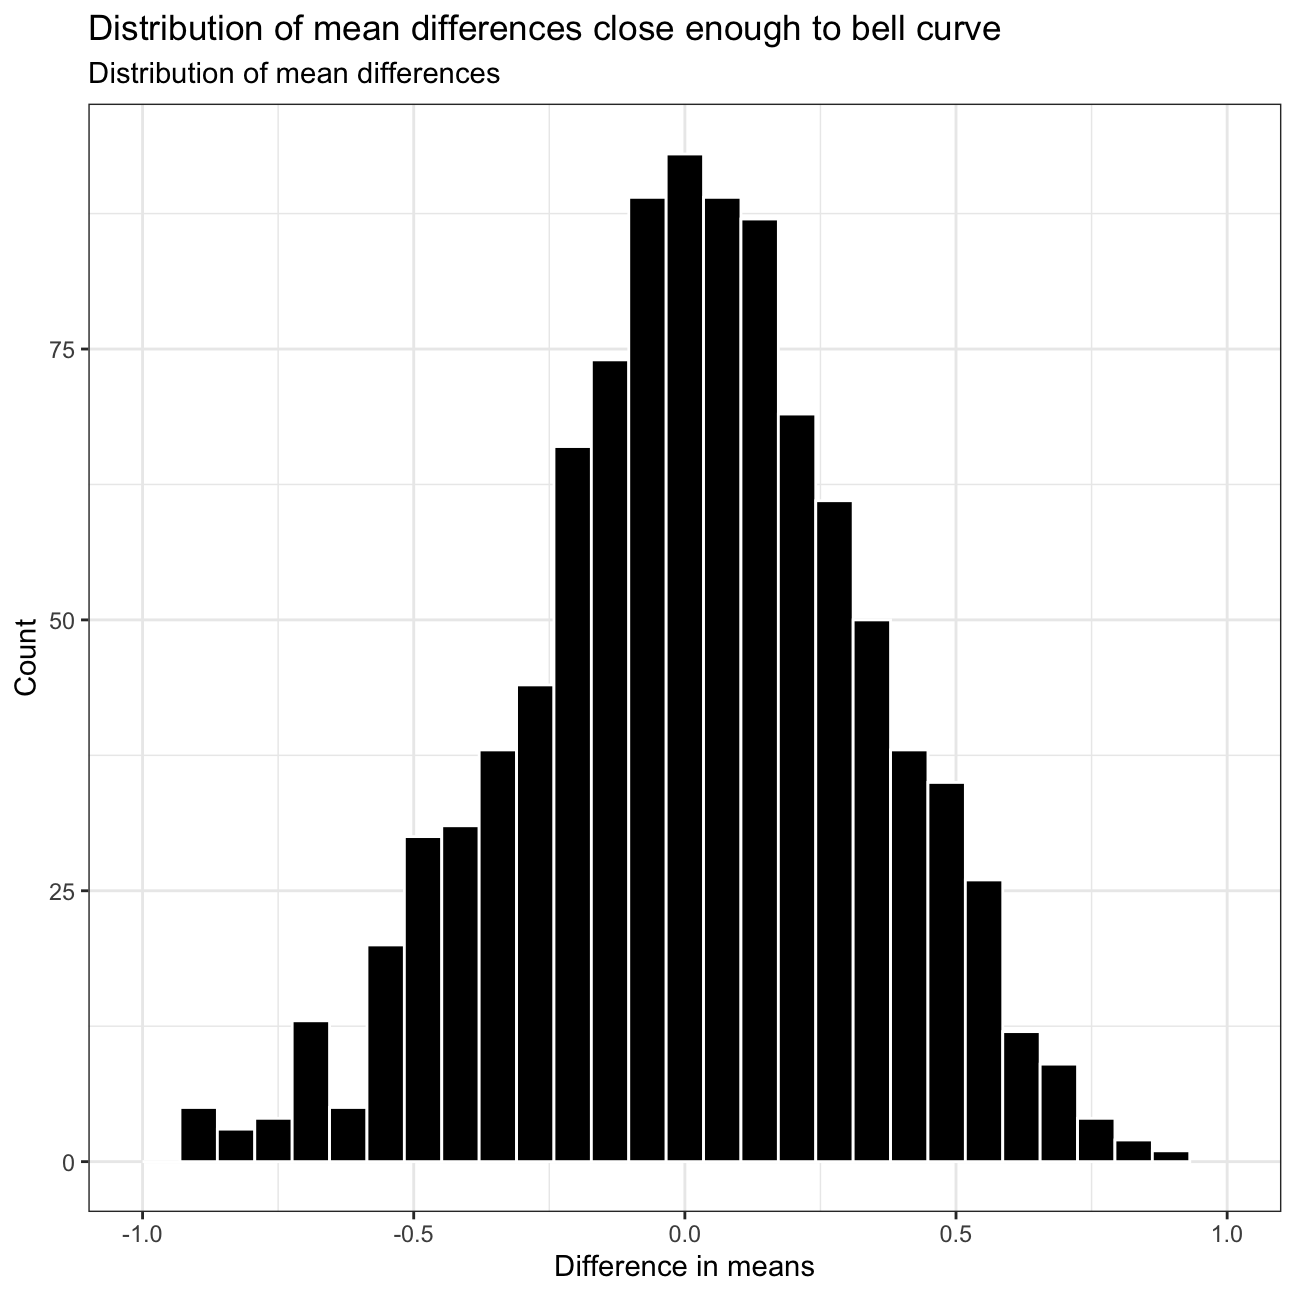 Distribution of mean differences close enough to bell curve
Distribution of mean differences
75
50
25
0
Count
-1.0
-0.5
0.0
0.5
1.0
Difference in means